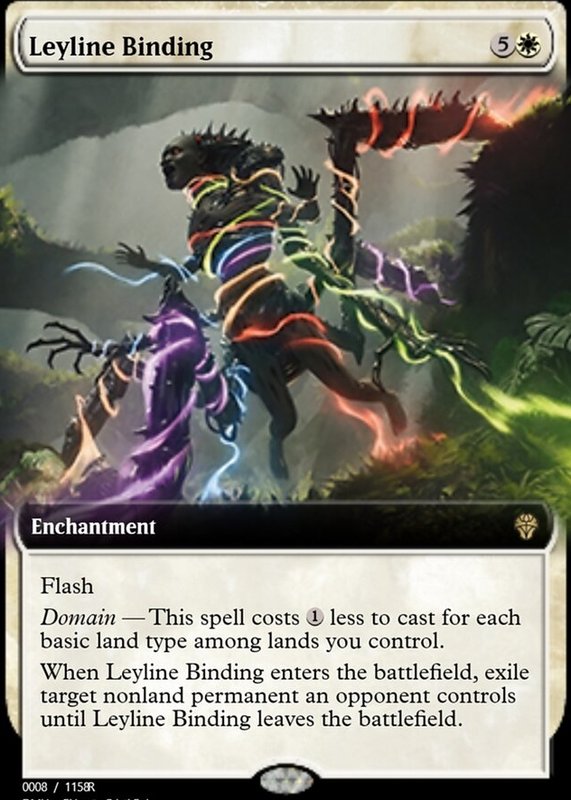 Leyline Binding 5
Enchantment
Flash
Domain — This spell costs 1 less to cast for each
basic land type among lands you control.
When Leyline Binding enters the battlefield, exile
target nonland permanent an opponent controls
until Leyline Binding leaves the battlefield.
0008 / 1158R